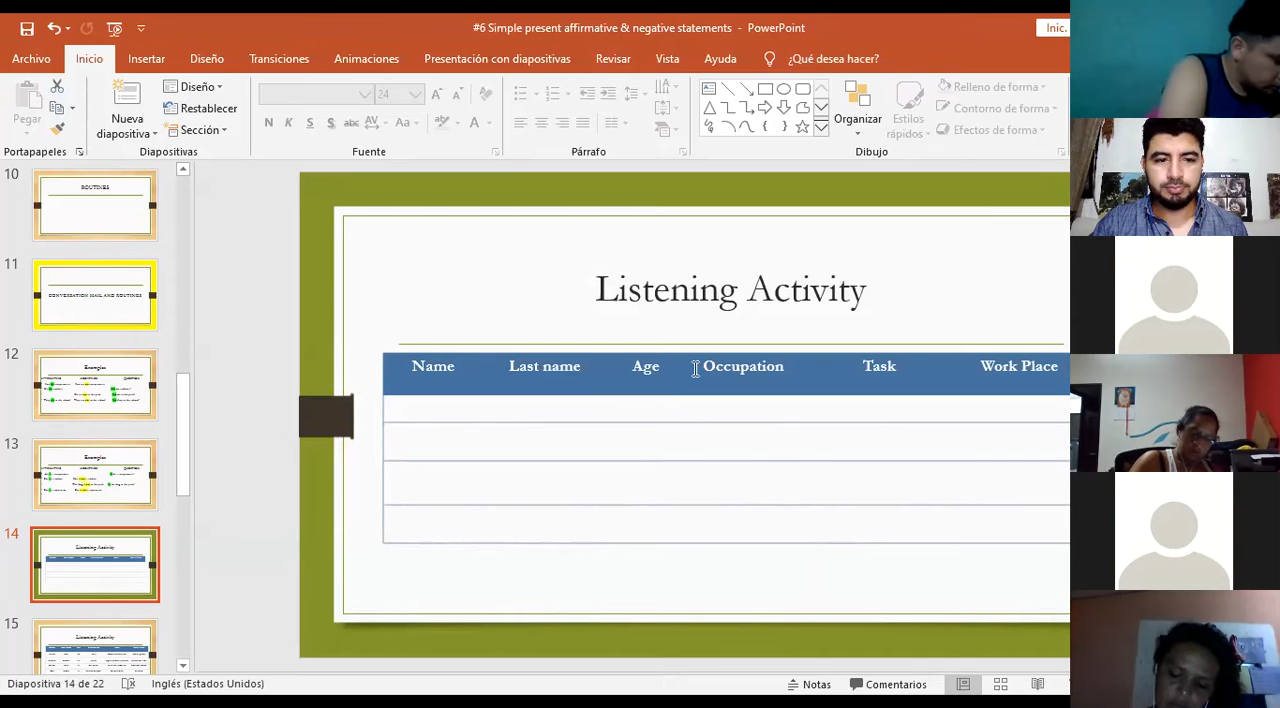 #6 Simple present affirmative & negative statements - PowerPoint
Inic.
Archivo Inicio Insertar Diseño Transiciones Animaciones Presentación con diapositivas Revisar Vista Ayuda ¿Qué desea hacer?
Pegar
Nueva diapositiva
Diseño
Restablecer
Sección
24
N K S S abc AV Aa A
Organizar
Estilos rápidos
Relleno de forma
Contorno de forma
Efectos de forma
Portapapeles Diapositivas Fuente Párrafo Dibujo
10
ROUTINES
11
CONVERSATION MAIL AND ROUTINES
12
Examples
13
Examples
14
Listening Activity
15
Listening Activity
Listening Activity
Name Last name Age Occupation Task Work Place
Diapositiva 14 de 22 Inglés (Estados Unidos) Notas Comentarios